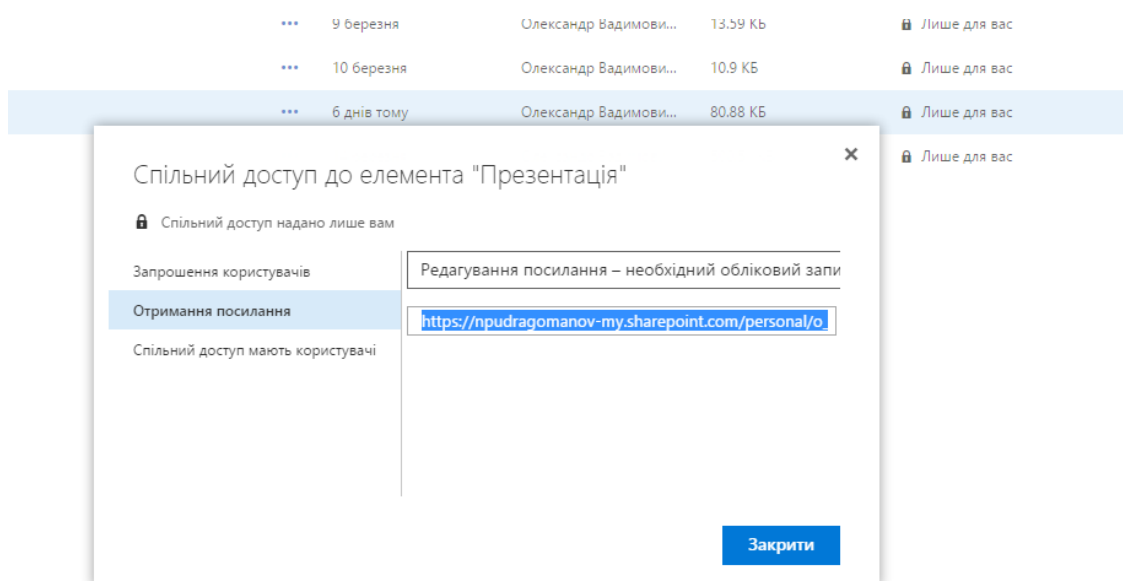 ••• 9 березня Олександр Вадимови... 13.59 КБ Лише для вас
••• 10 березня Олександр Вадимови... 10.9 КБ Лише для вас
••• 6 днів тому Олександр Вадимови... 80.88 КБ Лише для вас
Лише для вас
Спільний доступ до елемента "Презентація"
Спільний доступ надано лише вам
Запрошення користувачів
Отримання посилання
Спільний доступ мають користувачі
Редагування посилання – необхідний обліковий запи
https://npudragomanov-my.sharepoint.com/personal/o_
Закрити